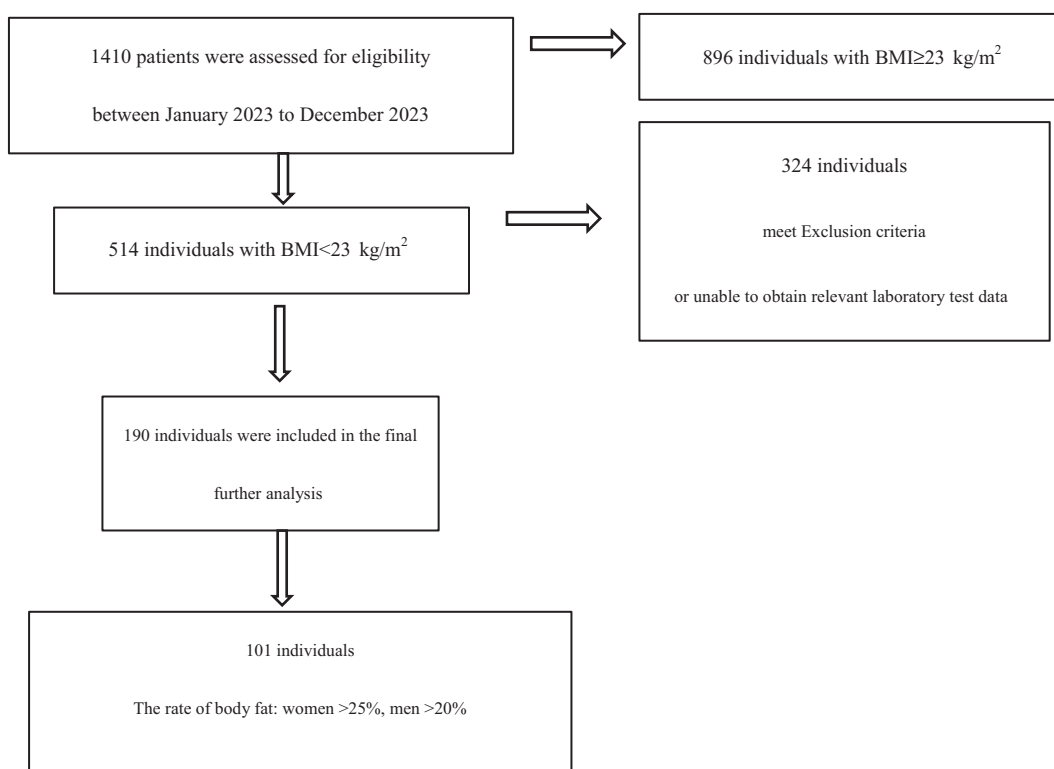 1410 patients were assessed for eligibility
between January 2023 to December 2023
896 individuals with BMI≥23 kg/m²
324 individuals
meet Exclusion criteria
or unable to obtain relevant laboratory test data
514 individuals with BMI<23 kg/m²
190 individuals were included in the final
further analysis
101 individuals
The rate of body fat: women >25%, men >20%